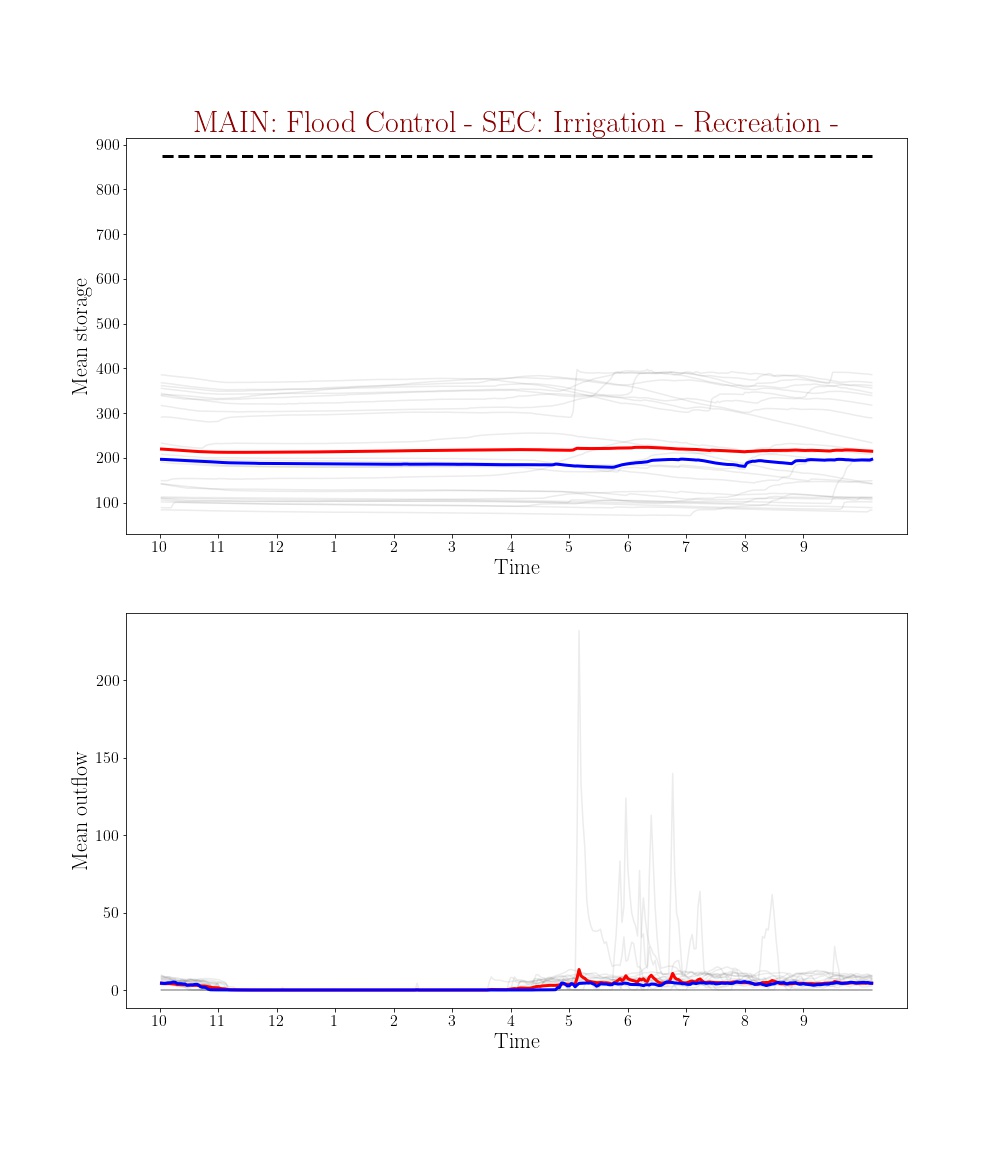 MAIN: Flood Control - SEC: Irrigation - Recreation -
900
800
700
600
500
400
300
200
100
Mean storage
10 11 12 1 2 3 4 5 6 7 8 9
Time
200
150
100
50
0
Mean outflow
10 11 12 1 2 3 4 5 6 7 8 9
Time